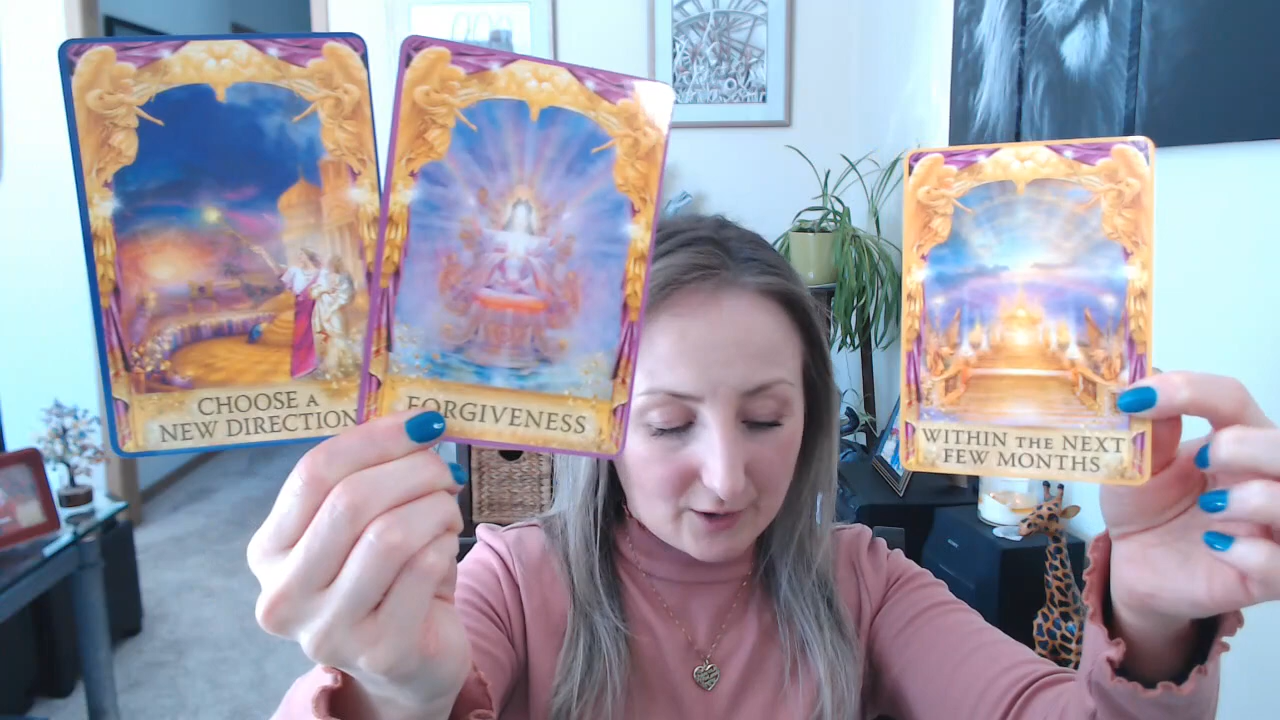 CHOOSE A
NEW DIRECTION
FORGIVENESS
WITHIN THE NEXT
FEW MONTHS